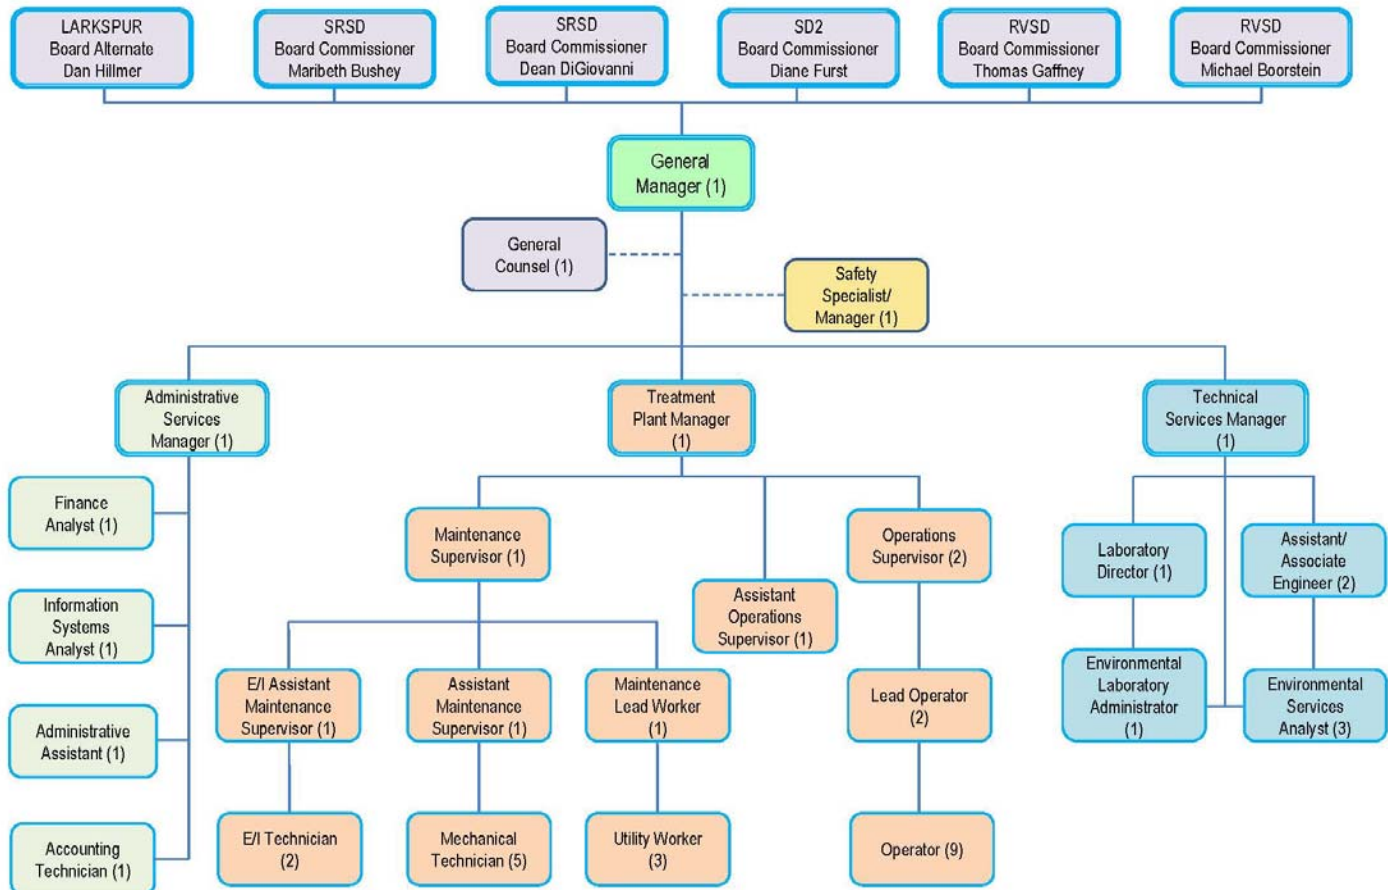 LARKSPUR
Board Alternate
Dan Hillmer
SRSD
Board Commissioner
Maribeth Bushey
SRSD
Board Commissioner
Dean DiGiovanni
SD2
Board Commissioner
Diane Furst
RVSD
Board Commissioner
Thomas Gaffney
RVSD
Board Commissioner
Michael Boorstein
General
Manager (1)
General
Counsel (1)
Safety
Specialist/
Manager (1)
Administrative
Services
Manager (1)
Treatment
Plant Manager
(1)
Technical
Services Manager
(1)
Finance
Analyst (1)
Information
Systems
Analyst (1)
Administrative
Assistant (1)
Accounting
Technician (1)
Maintenance
Supervisor (1)
Assistant
Operations
Supervisor (1)
Operations
Supervisor (2)
E/I Assistant
Maintenance
Supervisor (1)
Assistant
Maintenance
Supervisor (1)
Maintenance
Lead Worker
(1)
Lead Operator
(2)
E/I Technician
(2)
Mechanical
Technician (5)
Utility Worker
(3)
Operator (9)
Laboratory
Director (1)
Assistant/
Associate
Engineer (2)
Environmental
Laboratory
Administrator
(1)
Environmental
Services
Analyst (3)